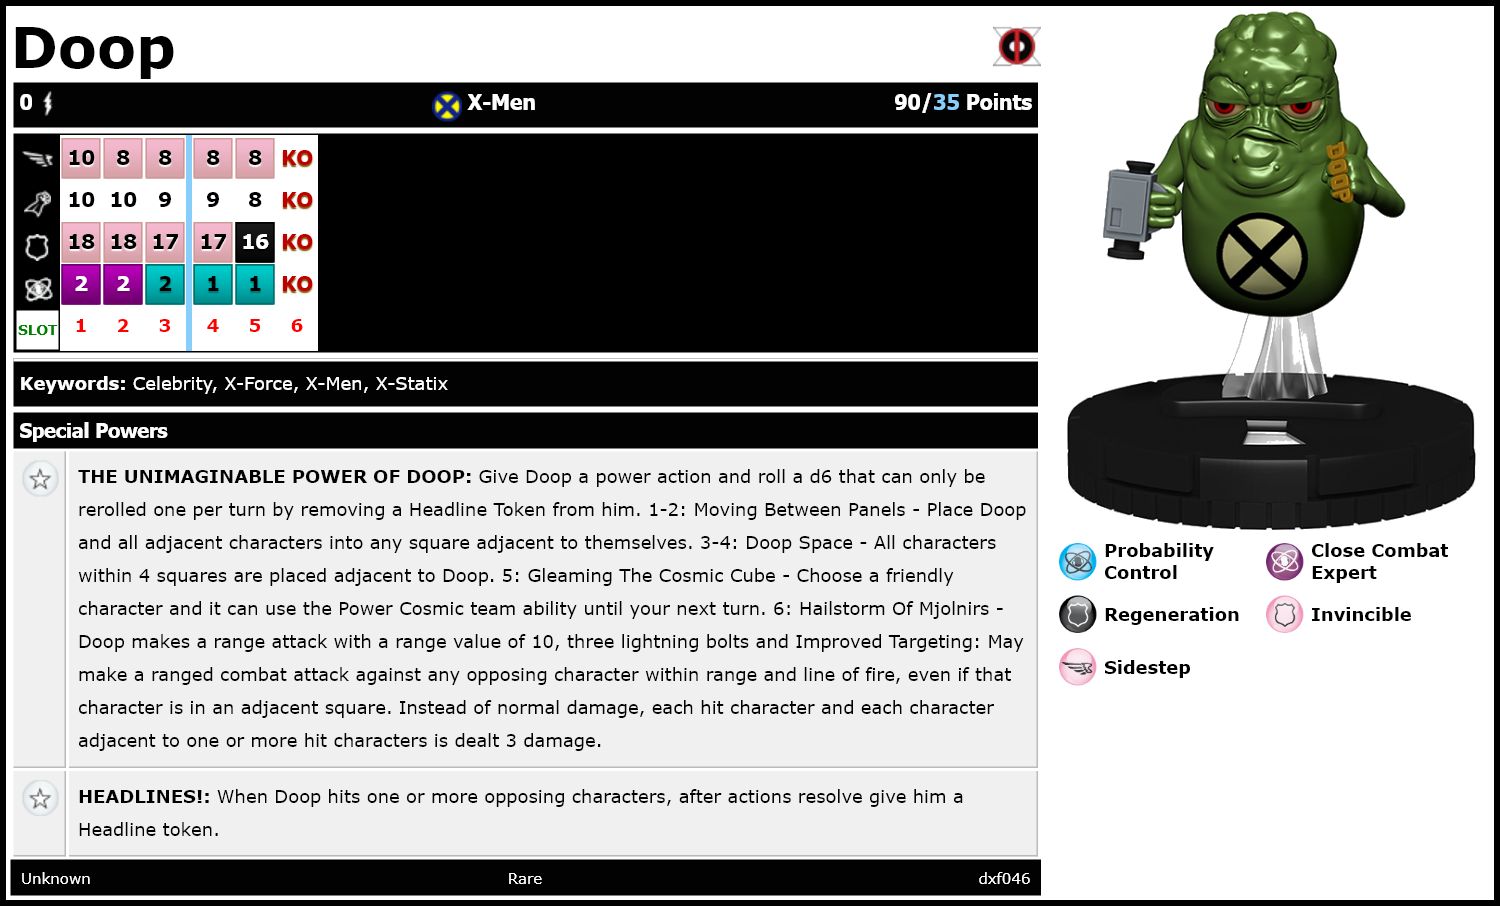 Doop
0 X-Men 90/35 Points
10 8 8 8 8 KO
10 10 9 9 8 KO
18 18 17 17 16 KO
2 2 2 1 1 KO
SLOT 1 2 3 4 5 6
Keywords: Celebrity, X-Force, X-Men, X-Statix
Special Powers
THE UNIMAGINABLE POWER OF DOOP: Give Doop a power action and roll a d6 that can only be
rerolled one per turn by removing a Headline Token from him. 1-2: Moving Between Panels - Place Doop
and all adjacent characters into any square adjacent to themselves. 3-4: Doop Space - All characters
within 4 squares are placed adjacent to Doop. 5: Gleaming The Cosmic Cube - Choose a friendly
character and it can use the Power Cosmic team ability until your next turn. 6: Hailstorm Of Mjolnirs -
Doop makes a range attack with a range value of 10, three lightning bolts and Improved Targeting: May
make a ranged combat attack against any opposing character within range and line of fire, even if that
character is in an adjacent square. Instead of normal damage, each hit character and each character
adjacent to one or more hit characters is dealt 3 damage.
HEADLINES!: When Doop hits one or more opposing characters, after actions resolve give him a
Headline token.
Unknown Rare dxf046
DOOP
Probability
Control
Close Combat
Expert
Regeneration
Invincible
Sidestep